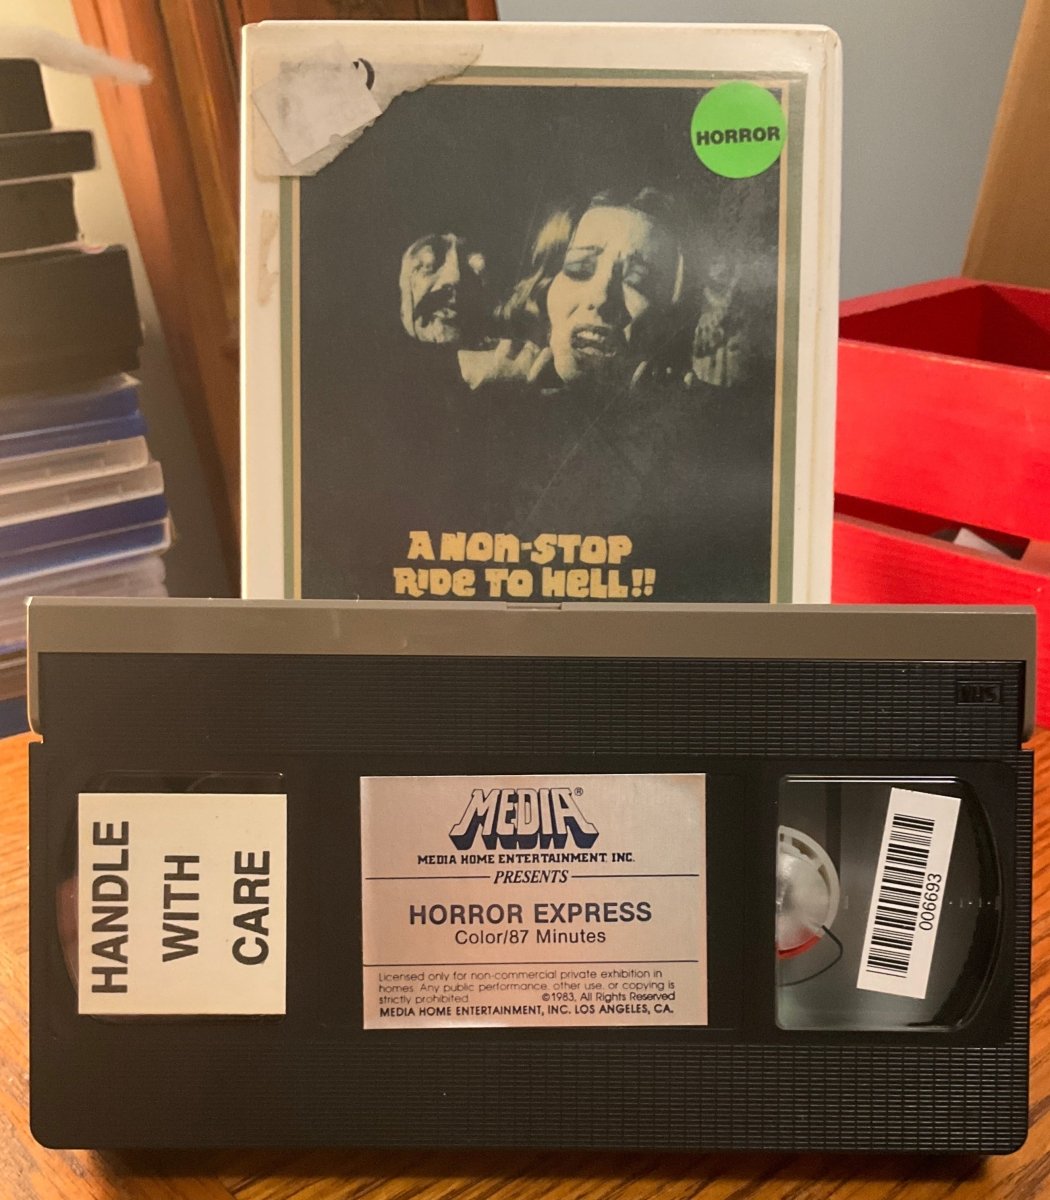 HORROR
A NON-STOP
RIDE TO HELL!!
VHS
HANDLE
WITH
CARE
MEDIA®
MEDIA HOME ENTERTAINMENT INC.
PRESENTS
HORROR EXPRESS
Color/87 Minutes
Licensed only for non-commercial private exhibition in
homes. Any public performance, other use, or copying is
strictly prohibited. ©1983, All Rights Reserved
MEDIA HOME ENTERTAINMENT, INC. LOS ANGELES, CA.
006693